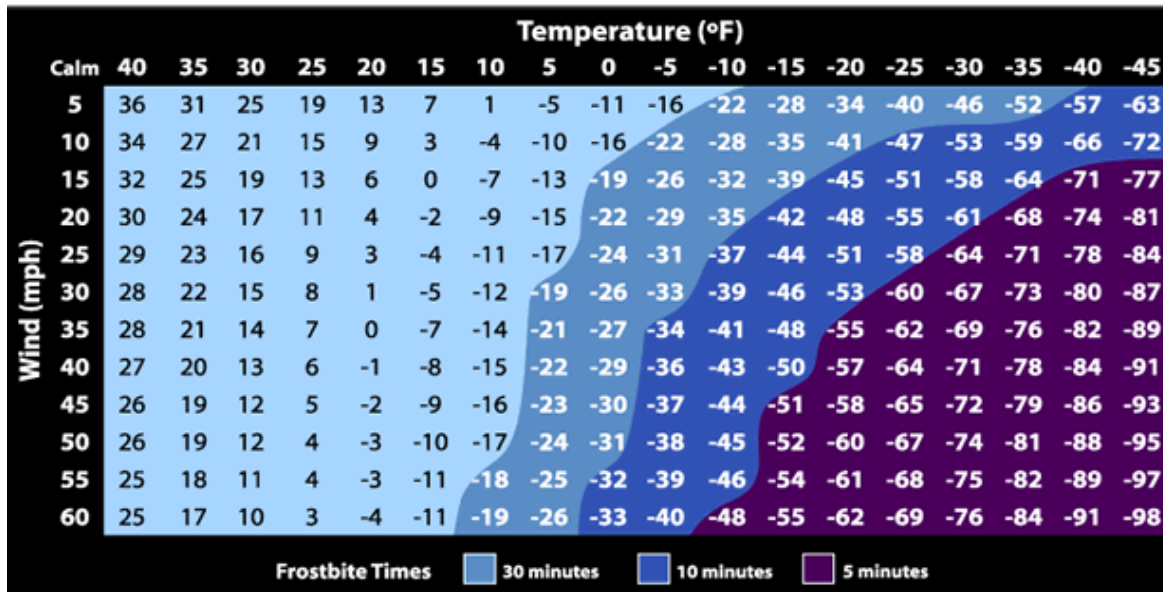 Temperature (ºF)
Calm 40 35 30 25 20 15 10 5 0 -5 -10 -15 -20 -25 -30 -35 -40 -45
5 36 31 25 19 13 7 1 -5 -11 -16 -22 -28 -34 -40 -46 -52 -57 -63
10 34 27 21 15 9 3 -4 -10 -16 -22 -28 -35 -41 -47 -53 -59 -66 -72
15 32 25 19 13 6 0 -7 -13 -19 -26 -32 -39 -45 -51 -58 -64 -71 -77
20 30 24 17 11 4 -2 -9 -15 -22 -29 -35 -42 -48 -55 -61 -68 -74 -81
25 29 23 16 9 3 -4 -11 -17 -24 -31 -37 -44 -51 -58 -64 -71 -78 -84
30 28 22 15 8 1 -5 -12 -19 -26 -33 -39 -46 -53 -60 -67 -73 -80 -87
35 28 21 14 7 0 -7 -14 -21 -27 -34 -41 -48 -55 -62 -69 -76 -82 -89
40 27 20 13 6 -1 -8 -15 -22 -29 -36 -43 -50 -57 -64 -71 -78 -84 -91
45 26 19 12 5 -2 -9 -16 -23 -30 -37 -44 -51 -58 -65 -72 -79 -86 -93
50 26 19 12 4 -3 -10 -17 -24 -31 -38 -45 -52 -60 -67 -74 -81 -88 -95
55 25 18 11 4 -3 -11 -18 -25 -32 -39 -46 -54 -61 -68 -75 -82 -89 -97
60 25 17 10 3 -4 -11 -19 -26 -33 -40 -48 -55 -62 -69 -76 -84 -91 -98
Wind (mph)
Frostbite Times 30 minutes 10 minutes 5 minutes